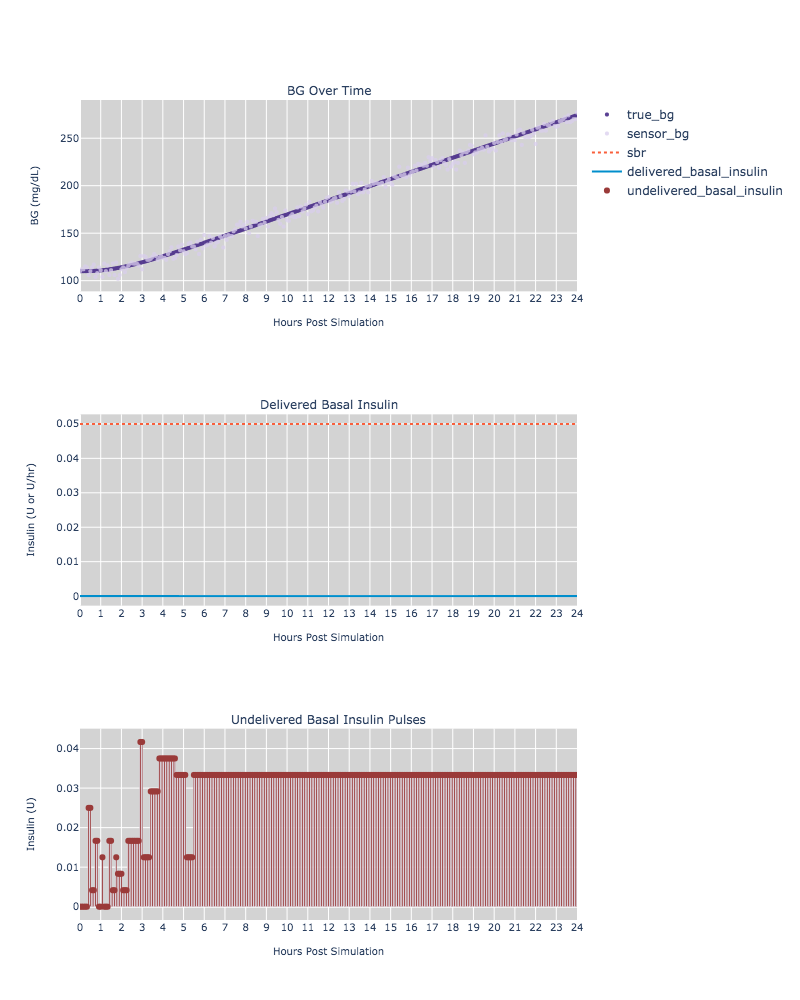 BG Over Time
250
200
150
100
BG (mg/dL)
0 1 2 3 4 5 6 7 8 9 10 11 12 13 14 15 16 17 18 19 20 21 22 23 24
Hours Post Simulation
true_bg
sensor_bg
sbr
delivered_basal_insulin
undelivered_basal_insulin
Delivered Basal Insulin
0.05
0.04
0.03
0.02
0.01
0
Insulin (U or U/hr)
0 1 2 3 4 5 6 7 8 9 10 11 12 13 14 15 16 17 18 19 20 21 22 23 24
Hours Post Simulation
Undelivered Basal Insulin Pulses
0.04
0.03
0.02
0.01
0
Insulin (U)
0 1 2 3 4 5 6 7 8 9 10 11 12 13 14 15 16 17 18 19 20 21 22 23 24
Hours Post Simulation